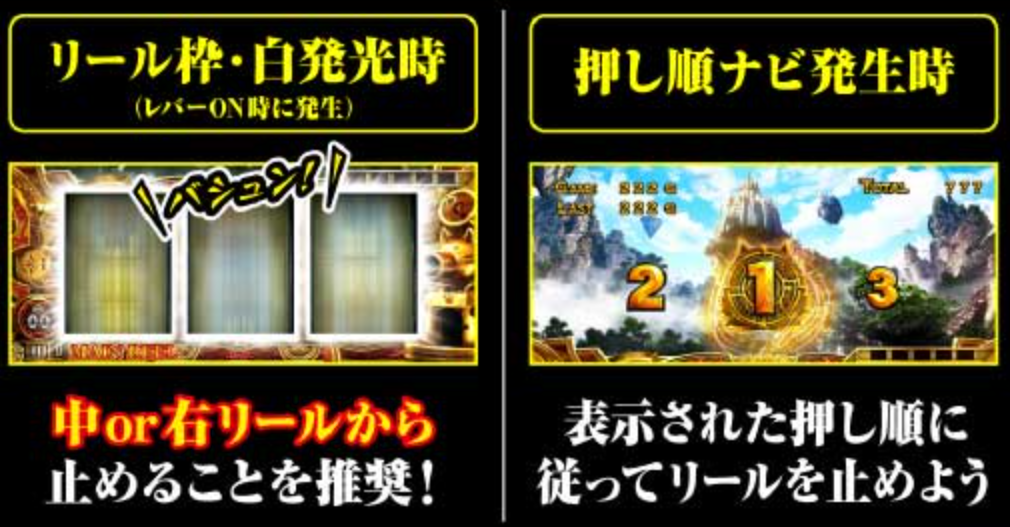 リール枠・白発光時
(レバーON時に発生)
バシュン!
中or右リールから
止めることを推奨!
押し順ナビ発生時
GAME 222G
LAST 222G
TOTAL 777
2 1 3
表示された押し順に
従ってリールを止めよう